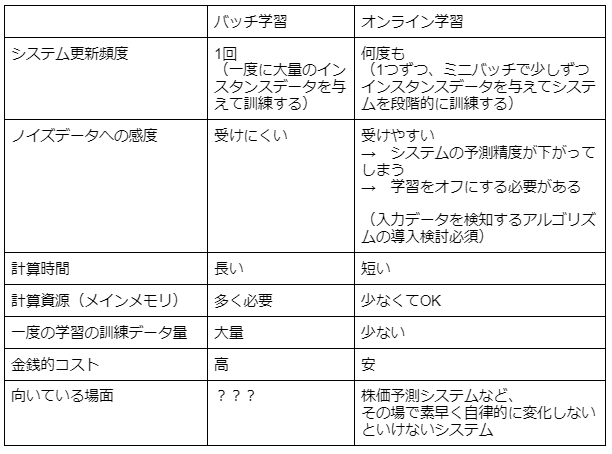 バッチ学習
オンライン学習
システム更新頻度
1回
（一度に大量のイン
スタンスデータを与
えて訓練する）
何度も
（1つずつ、ミニバッチで少しずつ
インスタンスデータを与えてシステ
ムを段階的に訓練する）
ノイズデータへの感度
受けにくい
受けやすい
→　システムの予測精度が下がって
しまう
→　学習をオフにする必要がある
（入力データを検知するアルゴリズ
ムの導入検討必須）
計算時間
長い
短い
計算資源（メインメモリ）
多く必要
少なくてOK
一度の学習の訓練データ量
大量
少ない
金銭的コスト
高
安
向いている場面
？？？
株価予測システムなど、
その場で素早く自律的に変化しない
といけないシステム